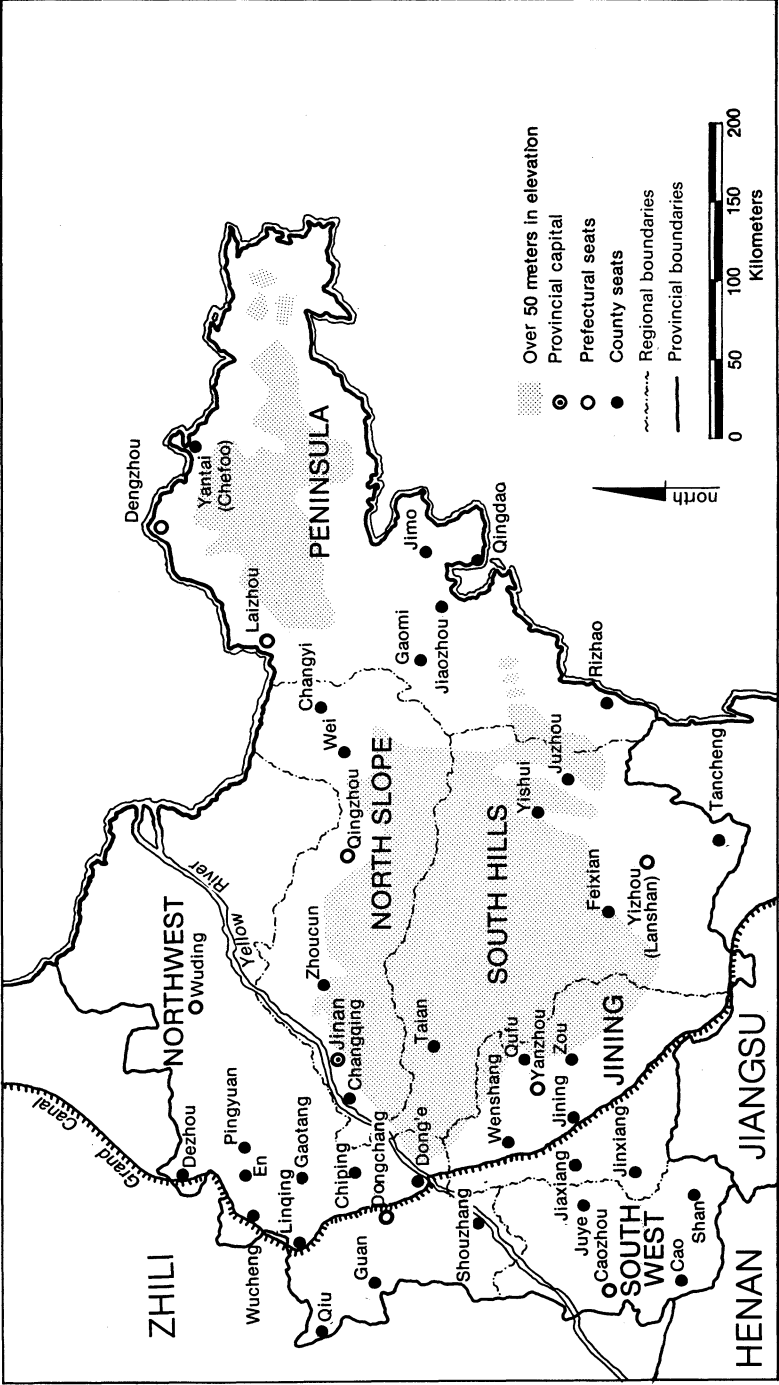 ZHILI
Grand
Canal
NORTHWEST
Wuding
Dezhou
Pingyuan
En
Wucheng
Linqing
Gaotang
Qiu
Guan
Chiping
Dongchang
Dong'e
Shouzhang
Yellow
River
Zhoucun
Jinan
Changqing
Taian
NORTH SLOPE
Qingzhou
Wei
Changyi
Laizhou
Dengzhou
Yantai
(Chefoo)
PENINSULA
Gaomi
Jiaozhou
Jimo
Qingdao
Rizhao
SOUTH HILLS
Yishui
Juzhou
Feixian
Yizhou
(Lanshan)
Tancheng
Wenshang
Qufu
Yanzhou
Zou
JINING
Jining
Jiaxiang
Jinxiang
Juye
Caozhou
SOUTH
WEST
Cao
Shan
HENAN
JIANGSU
Over 50 meters in elevation
Provincial capital
Prefectural seats
County seats
Regional boundaries
Provincial boundaries
north
0 50 100 150 200
Kilometers